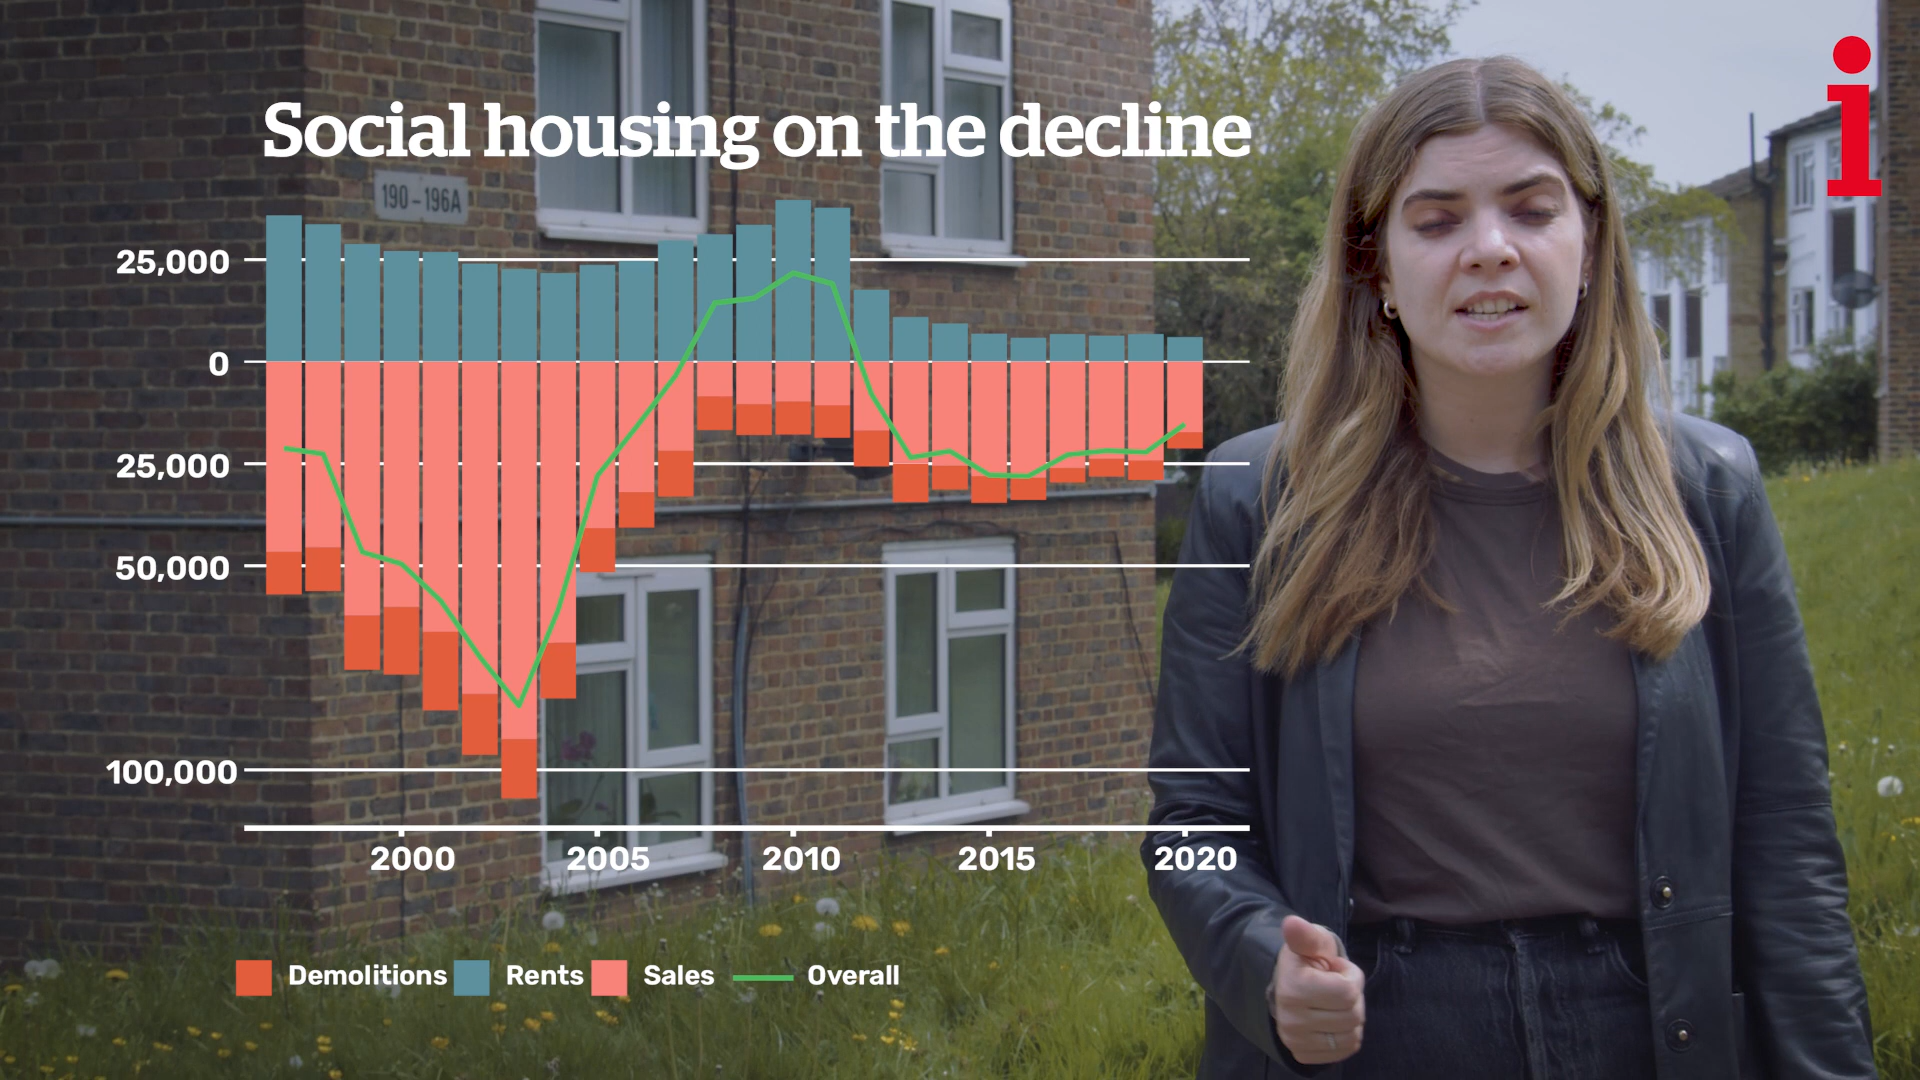 i
Social housing on the decline
190-196A
25,000
0
25,000
50,000
100,000
2000 2005 2010 2015 2020
Demolitions Rents Sales Overall